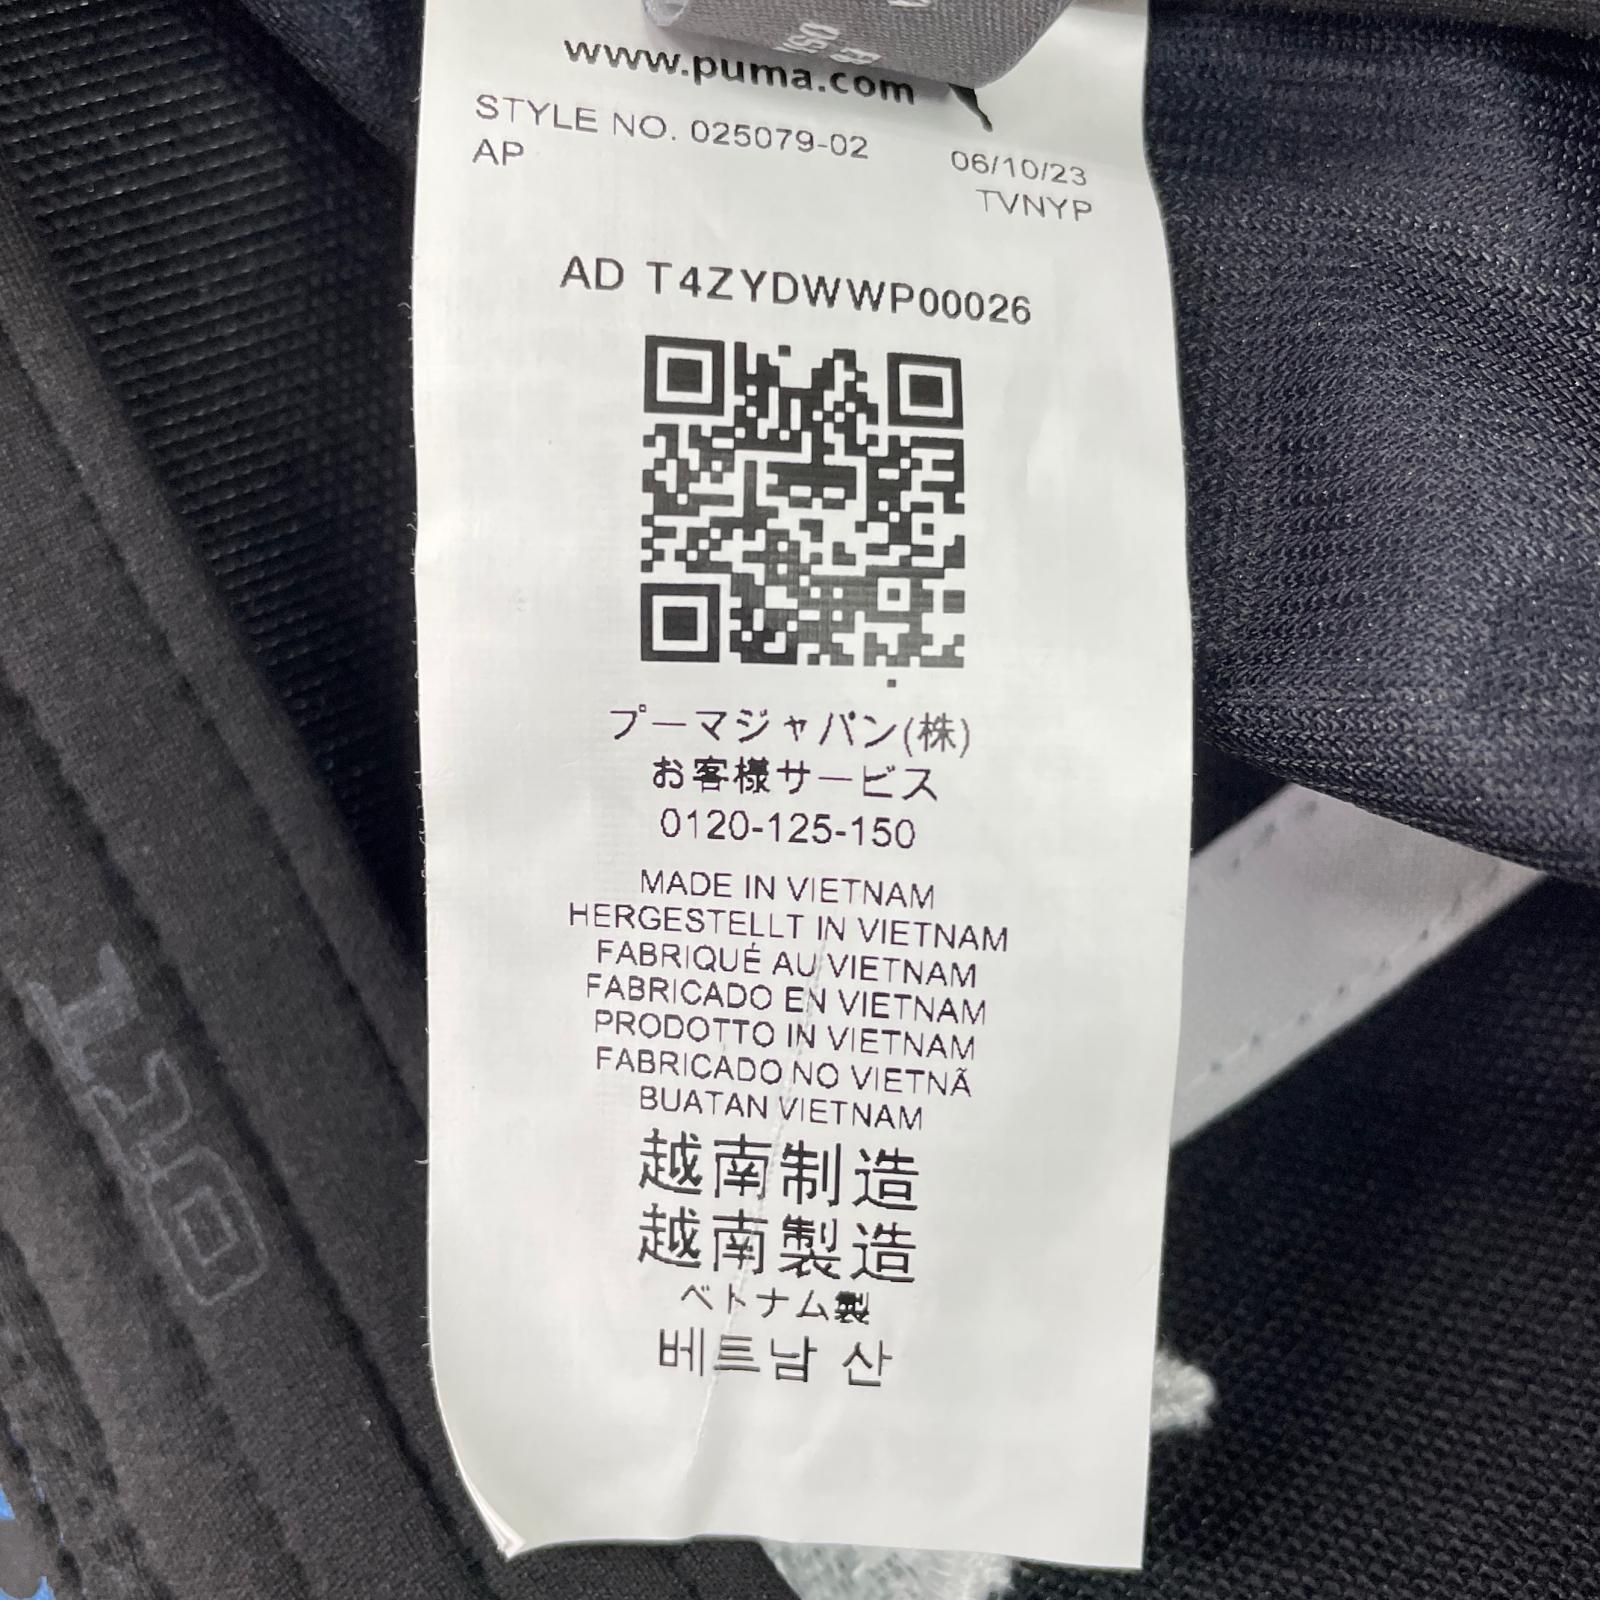 www.puma.com
STYLE NO. 025079-02
AP
06/10/23
TVNYP
AD T4ZYDWWP00026
プーマジャパン(株)
お客様サービス
0120-125-150
MADE IN VIETNAM
HERGESTELLT IN VIETNAM
FABRIQUÉ AU VIETNAM
FABRICADO EN VIETNAM
PRODOTTO IN VIETNAM
FABRICADO NO VIETNÃ
BUATAN VIETNAM
越南制造
越南製造
ベトナム製
베트남 산
110